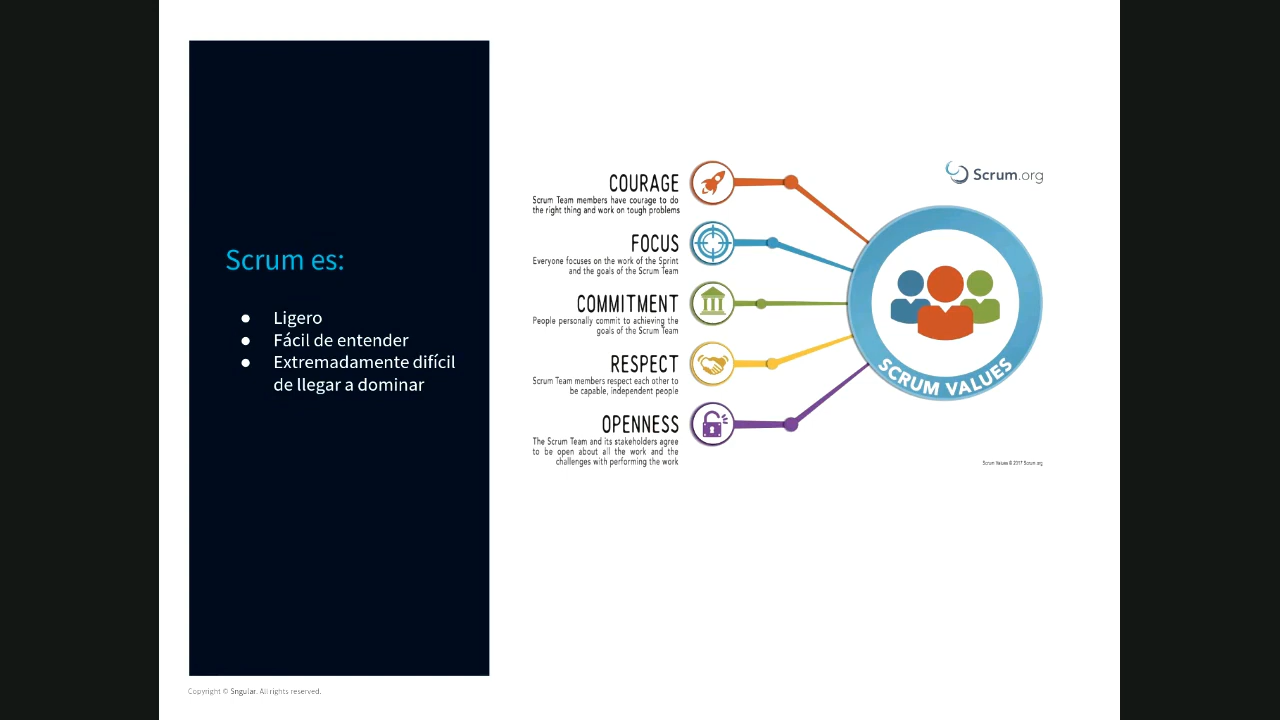 Scrum es:
● Ligero
● Fácil de entender
● Extremadamente difícil
de llegar a dominar
Scrum.org
COURAGE
Scrum Team members have courage to do
the right thing and work on tough problems
FOCUS
Everyone focuses on the work of the Sprint
and the goals of the Scrum Team
COMMITMENT
People personally commit to achieving the
goals of the Scrum Team
RESPECT
Scrum Team members respect each other to
be capable, independent people
OPENNESS
The Scrum Team and its stakeholders agree
to be open about all the work and the
challenges with performing the work
SCRUM VALUES
Scrum Values © 2017 Scrum.org
Copyright © Sngular. All rights reserved.